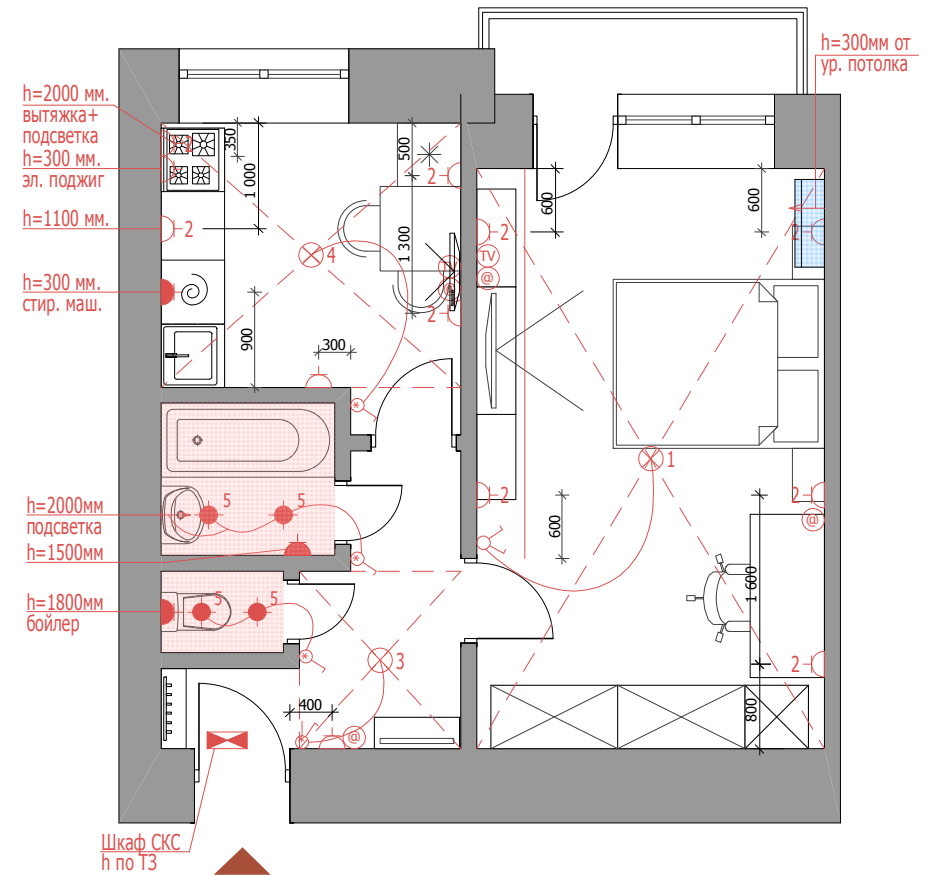 h=300мм от
ур. потолка
h=2000 мм.
вытяжка+
подсветка
h=300 мм.
эл. поджиг
h=1100 мм.
h=300 мм.
стир. маш.
h=2000мм
подсветка
h=1500мм
h=1800мм
бойлер
Шкаф СКС
h по ТЗ
350
1 000
500
2
2
4
1 300
@
2
900
300
600
2
TV
@
600
2
1
2
600
2
@
1 600
2
800
5
5
5
5
3
400
@